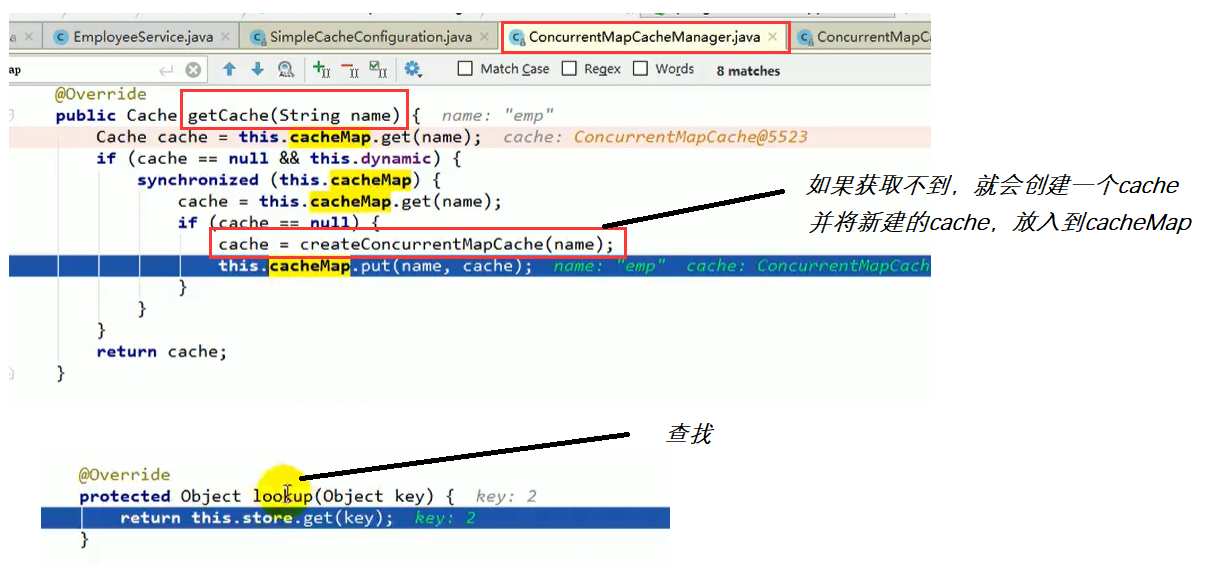 a
EmployeeService.java
SimpleCacheConfiguration.java
ConcurrentMapCacheManager.java
ConcurrentMapCa
ap
Match Case
Regex
Words
8 matches
@Override
public Cache getCache(String name) { name: "emp"
Cache cache = this.cacheMap.get(name); cache: ConcurrentMapCache@5523
if (cache == null && this.dynamic) {
synchronized (this.cacheMap) {
cache = this.cacheMap.get(name);
if (cache == null) {
cache = createConcurrentMapCache(name);
this.cacheMap.put(name, cache); name: "emp" cache: ConcurrentMapCach
}
}
}
return cache;
}
如果获取不到，就会创建一个cache
并将新建的cache，放入到cacheMap
查找
@Override
protected Object lookup(Object key) { key: 2
return this.store.get(key); key: 2
}